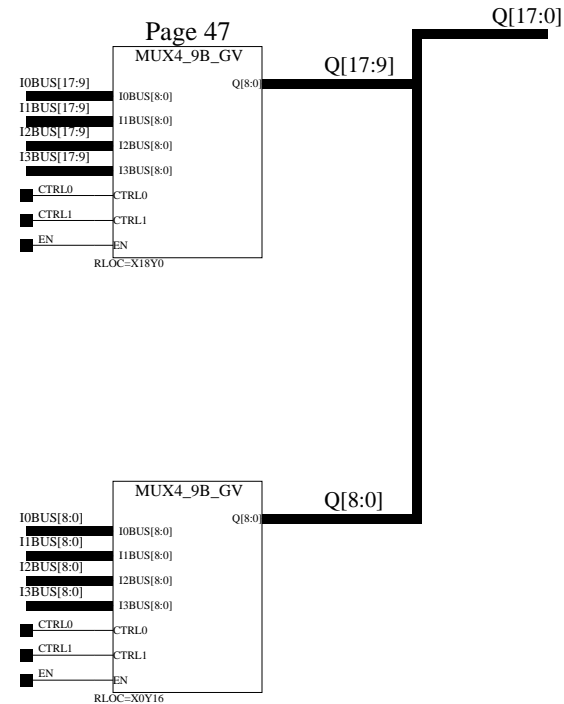 Q[17:0]
Page 47
MUX4_9B_GV
Q[17:9]
I0BUS[17:9]
Q[8:0]
I0BUS[8:0]
I1BUS[17:9]
I1BUS[8:0]
I2BUS[17:9]
I2BUS[8:0]
I3BUS[17:9]
I3BUS[8:0]
CTRL0
CTRL0
CTRL1
CTRL1
EN
EN
RLOC=X18Y0
MUX4_9B_GV
Q[8:0]
I0BUS[8:0]
Q[8:0]
I0BUS[8:0]
I1BUS[8:0]
I1BUS[8:0]
I2BUS[8:0]
I2BUS[8:0]
I3BUS[8:0]
I3BUS[8:0]
CTRL0
CTRL0
CTRL1
CTRL1
EN
EN
RLOC=X0Y16